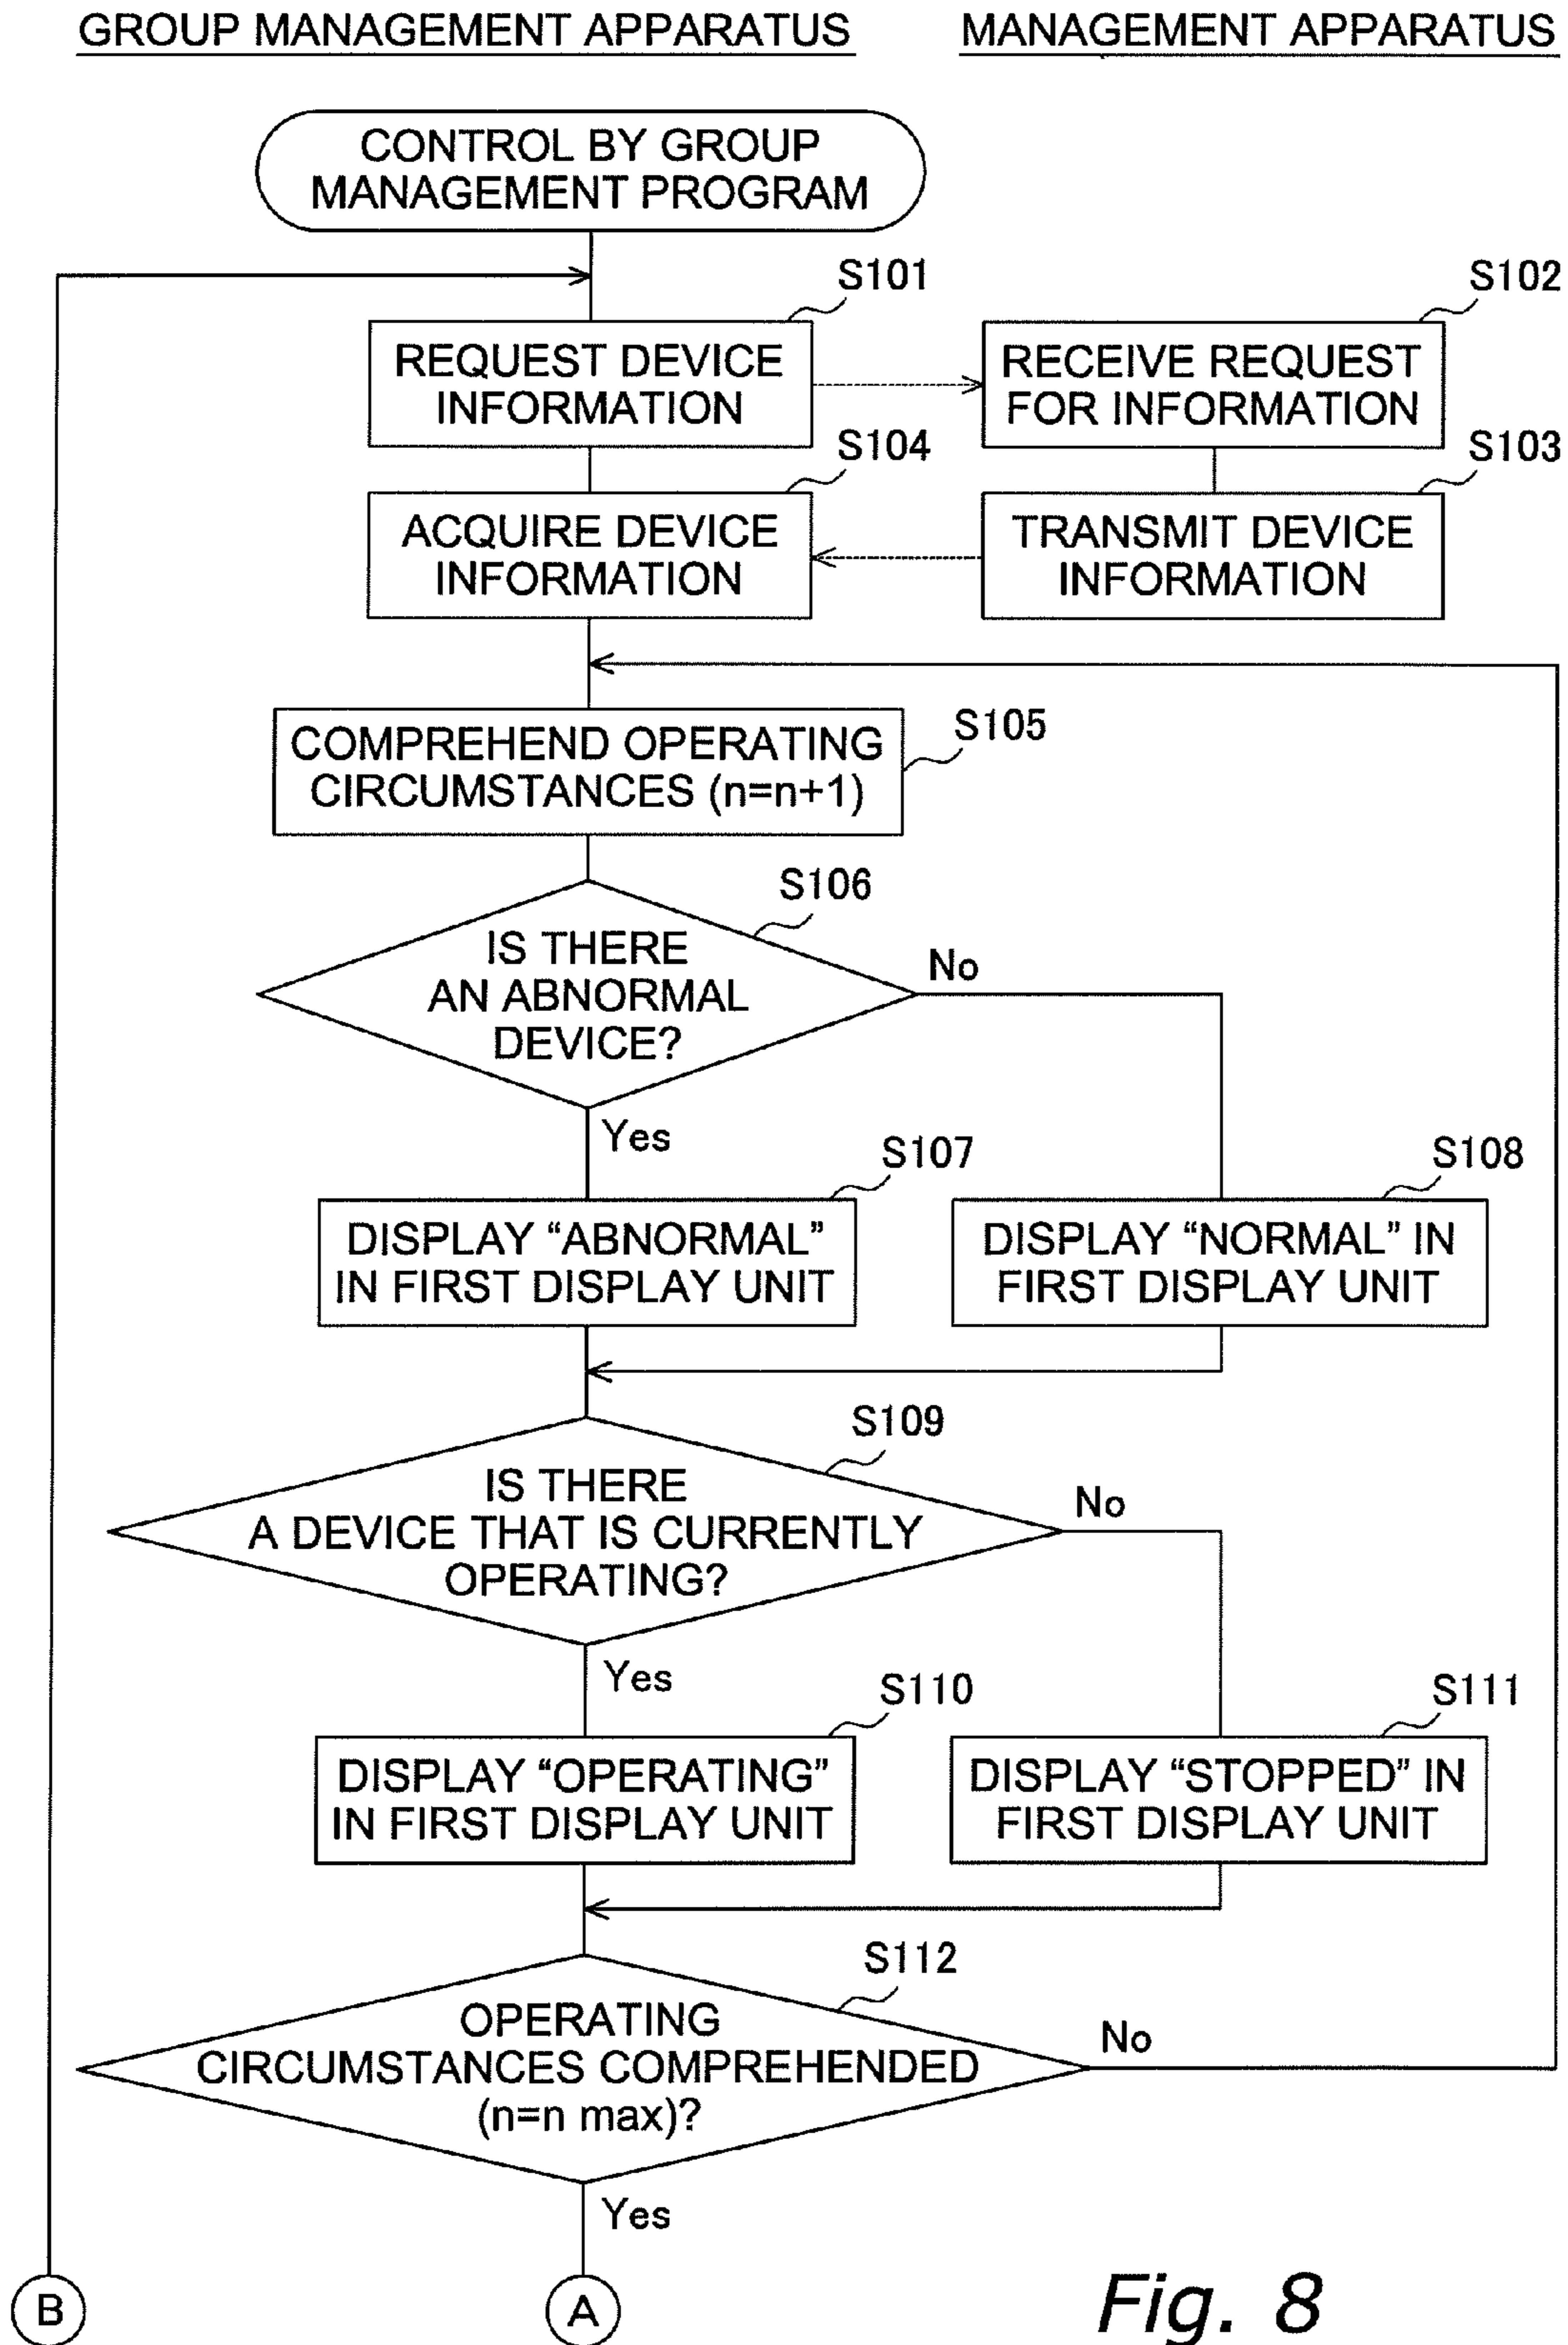 GROUP MANAGEMENT APPARATUS
MANAGEMENT APPARATUS
CONTROL BY GROUP
MANAGEMENT PROGRAM
S101
REQUEST DEVICE
INFORMATION
S102
RECEIVE REQUEST
FOR INFORMATION
S104
ACQUIRE DEVICE
INFORMATION
S103
TRANSMIT DEVICE
INFORMATION
S105
COMPREHEND OPERATING
CIRCUMSTANCES (n=n+1)
S106
IS THERE
AN ABNORMAL
DEVICE?
No
Yes
S107
DISPLAY “ABNORMAL”
IN FIRST DISPLAY UNIT
S108
DISPLAY “NORMAL” IN
FIRST DISPLAY UNIT
S109
IS THERE
A DEVICE THAT IS CURRENTLY
OPERATING?
No
Yes
S110
DISPLAY “OPERATING”
IN FIRST DISPLAY UNIT
S111
DISPLAY “STOPPED” IN
FIRST DISPLAY UNIT
S112
OPERATING
CIRCUMSTANCES COMPREHENDED
(n=n max)?
No
Yes
B
A
Fig. 8